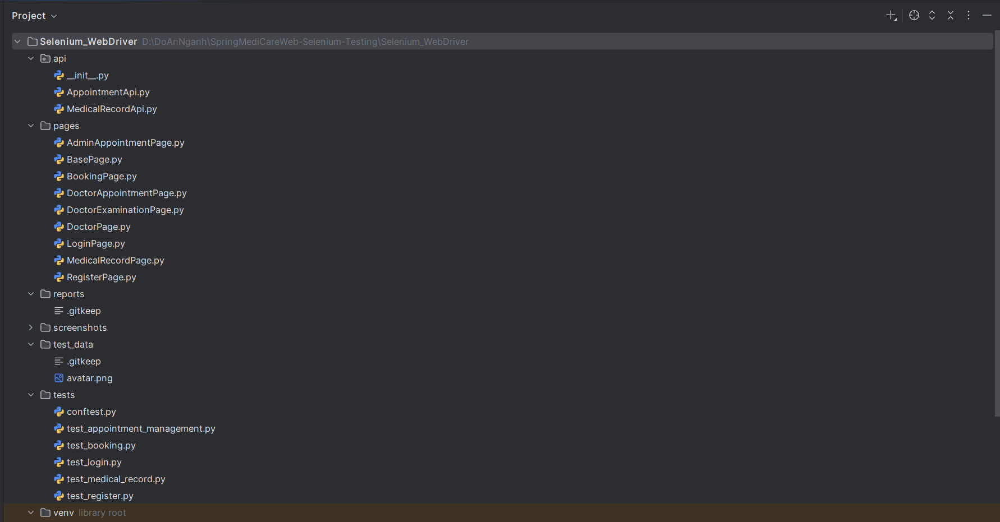 Project
Selenium_WebDriver D:\DoAnNganh\SpringMediCareWeb-Selenium-Testing\Selenium_WebDriver
api
__init__.py
AppointmentApi.py
MedicalRecordApi.py
pages
AdminAppointmentPage.py
BasePage.py
BookingPage.py
DoctorAppointmentPage.py
DoctorExaminationPage.py
DoctorPage.py
LoginPage.py
MedicalRecordPage.py
RegisterPage.py
reports
.gitkeep
screenshots
test_data
.gitkeep
avatar.png
tests
conftest.py
test_appointment_management.py
test_booking.py
test_login.py
test_medical_record.py
test_register.py
venv library root